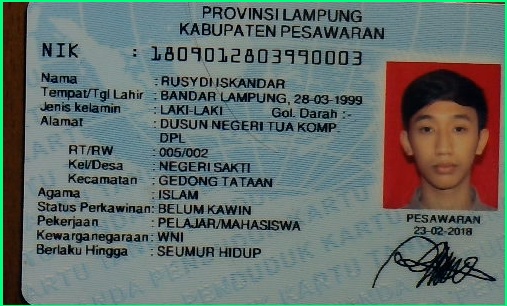 PROVINSI LAMPUNG
KABUPATEN PESAWARAN
NIK : 1809012803990003
Nama : RUSYDI ISKANDAR
Tempat/Tgl Lahir : BANDAR LAMPUNG, 28-03-1999
Jenis kelamin : LAKI-LAKI Gol. Darah :-
Alamat : DUSUN NEGERI TUA KOMP.
DPL
RT/RW : 005/002
Kel/Desa : NEGERI SAKTI
Kecamatan : GEDONG TATAAN
Agama : ISLAM
Status Perkawinan: BELUM KAWIN
Pekerjaan : PELAJAR/MAHASISWA
Kewarganegaraan: WNI
Berlaku Hingga : SEUMUR HIDUP
PESAWARAN
23-02-2018